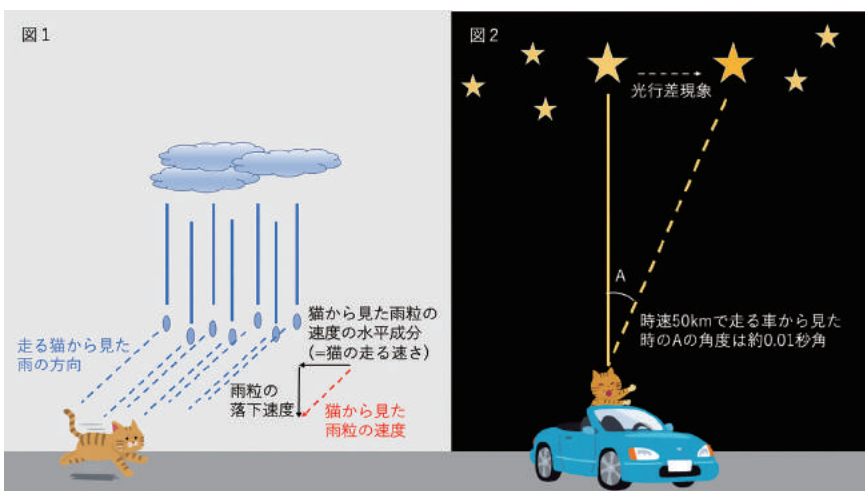 図1
走る猫から見た
雨の方向
猫から見た雨粒の
速度の水平成分
(=猫の走る速さ)
雨粒の
落下速度
猫から見た
雨粒の速度
図2
光行差現象
A
時速50kmで走る車から見た
時のAの角度は約0.01秒角